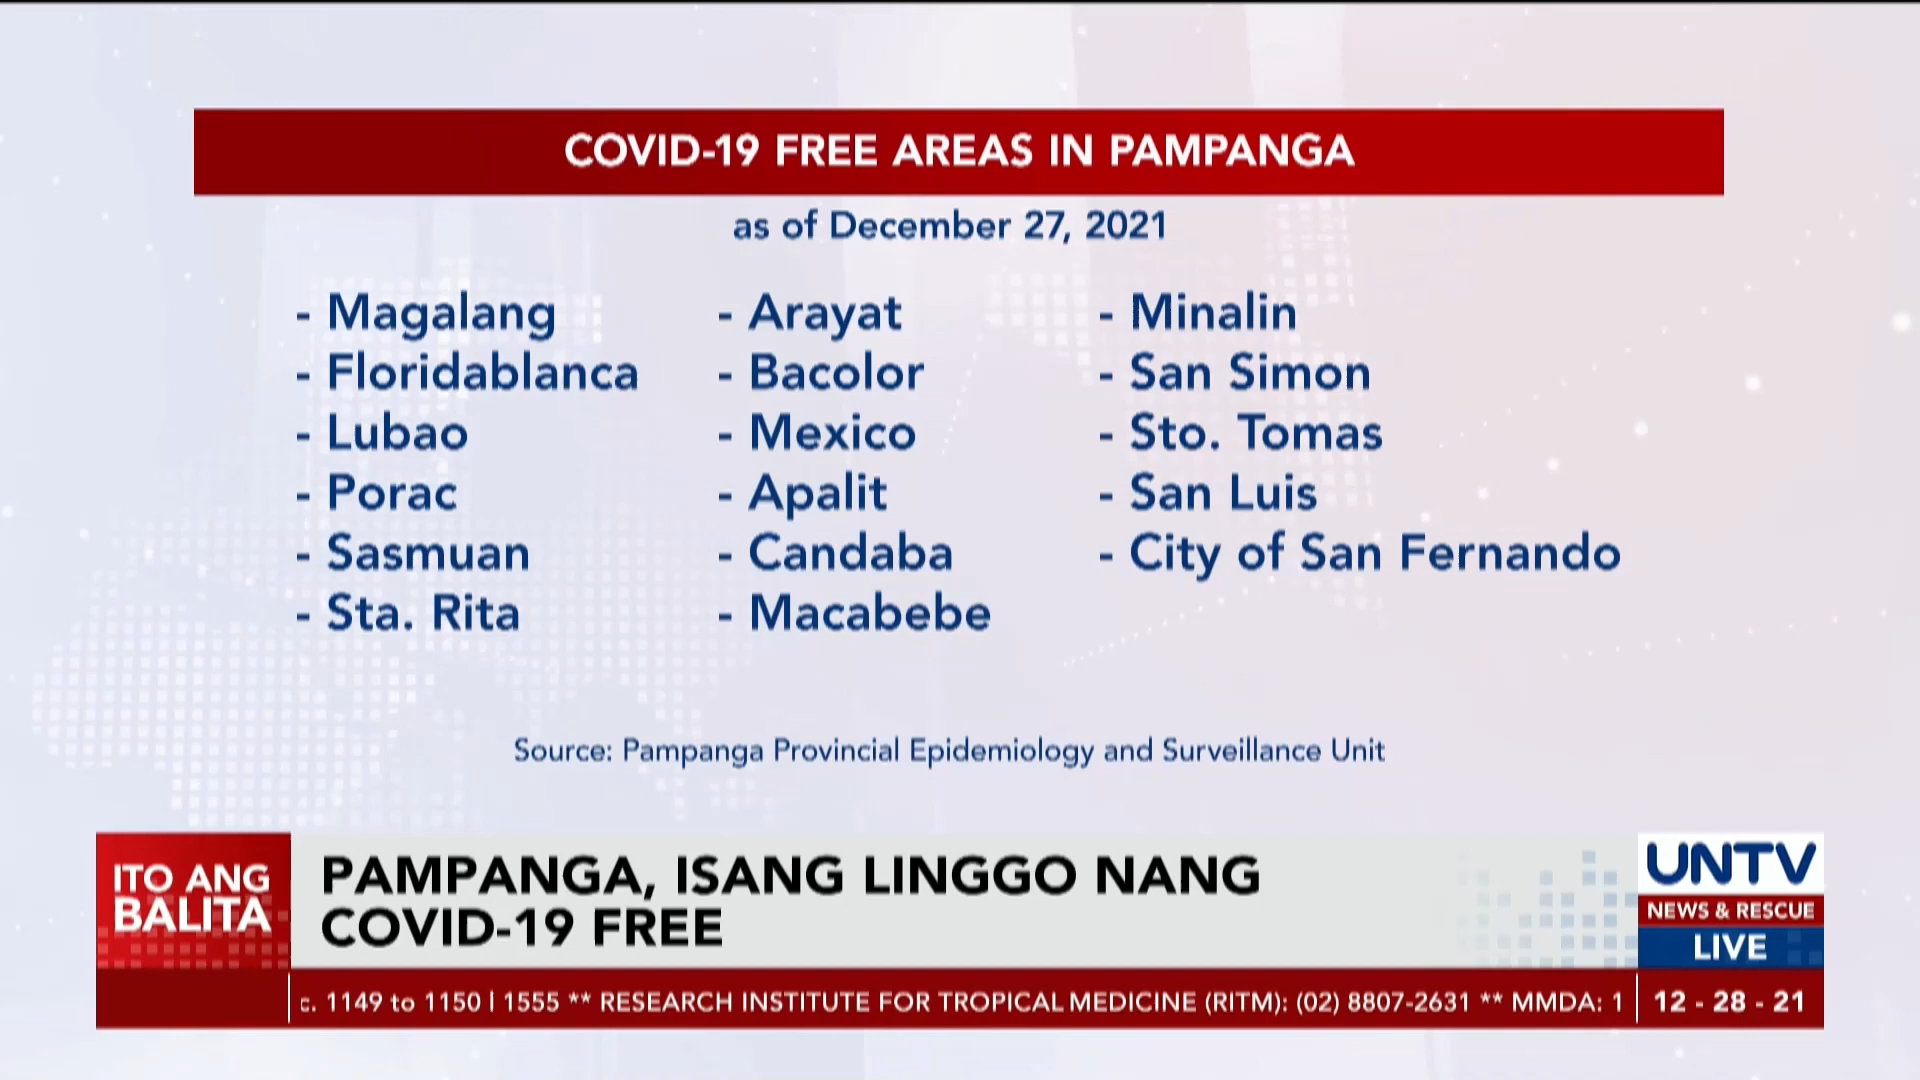 COVID-19 FREE AREAS IN PAMPANGA
as of December 27, 2021
- Magalang
- Floridablanca
- Lubao
- Porac
- Sasmuan
- Sta. Rita
- Arayat
- Bacolor
- Mexico
- Apalit
- Candaba
- Macabebe
- Minalin
- San Simon
- Sto. Tomas
- San Luis
- City of San Fernando
Source: Pampanga Provincial Epidemiology and Surveillance Unit
ITO ANG
BALITA
PAMPANGA, ISANG LINGGO NANG
COVID-19 FREE
UNTV
NEWS & RESCUE
LIVE
c. 1149 to 1150 | 1555 ** RESEARCH INSTITUTE FOR TROPICAL MEDICINE (RITM): (02) 8807-2631 ** MMDA: 1
12 - 28 - 21